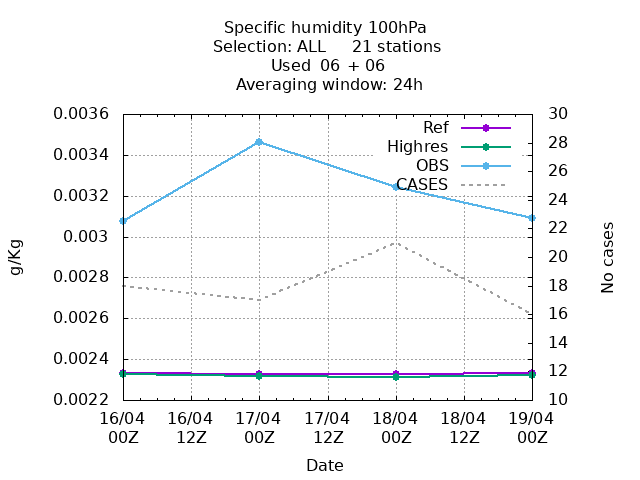 Specific humidity 100hPa
Selection: ALL 21 stations
Used 06 + 06
Averaging window: 24h
g/Kg
0.0036
0.0034
0.0032
0.003
0.0028
0.0026
0.0024
0.0022
Ref
Highres
OBS
CASES
30
28
26
24
22
20
18
16
14
12
10
No cases
16/04 16/04 17/04 17/04 18/04 18/04 19/04
00Z 12Z 00Z 12Z 00Z 12Z 00Z
Date